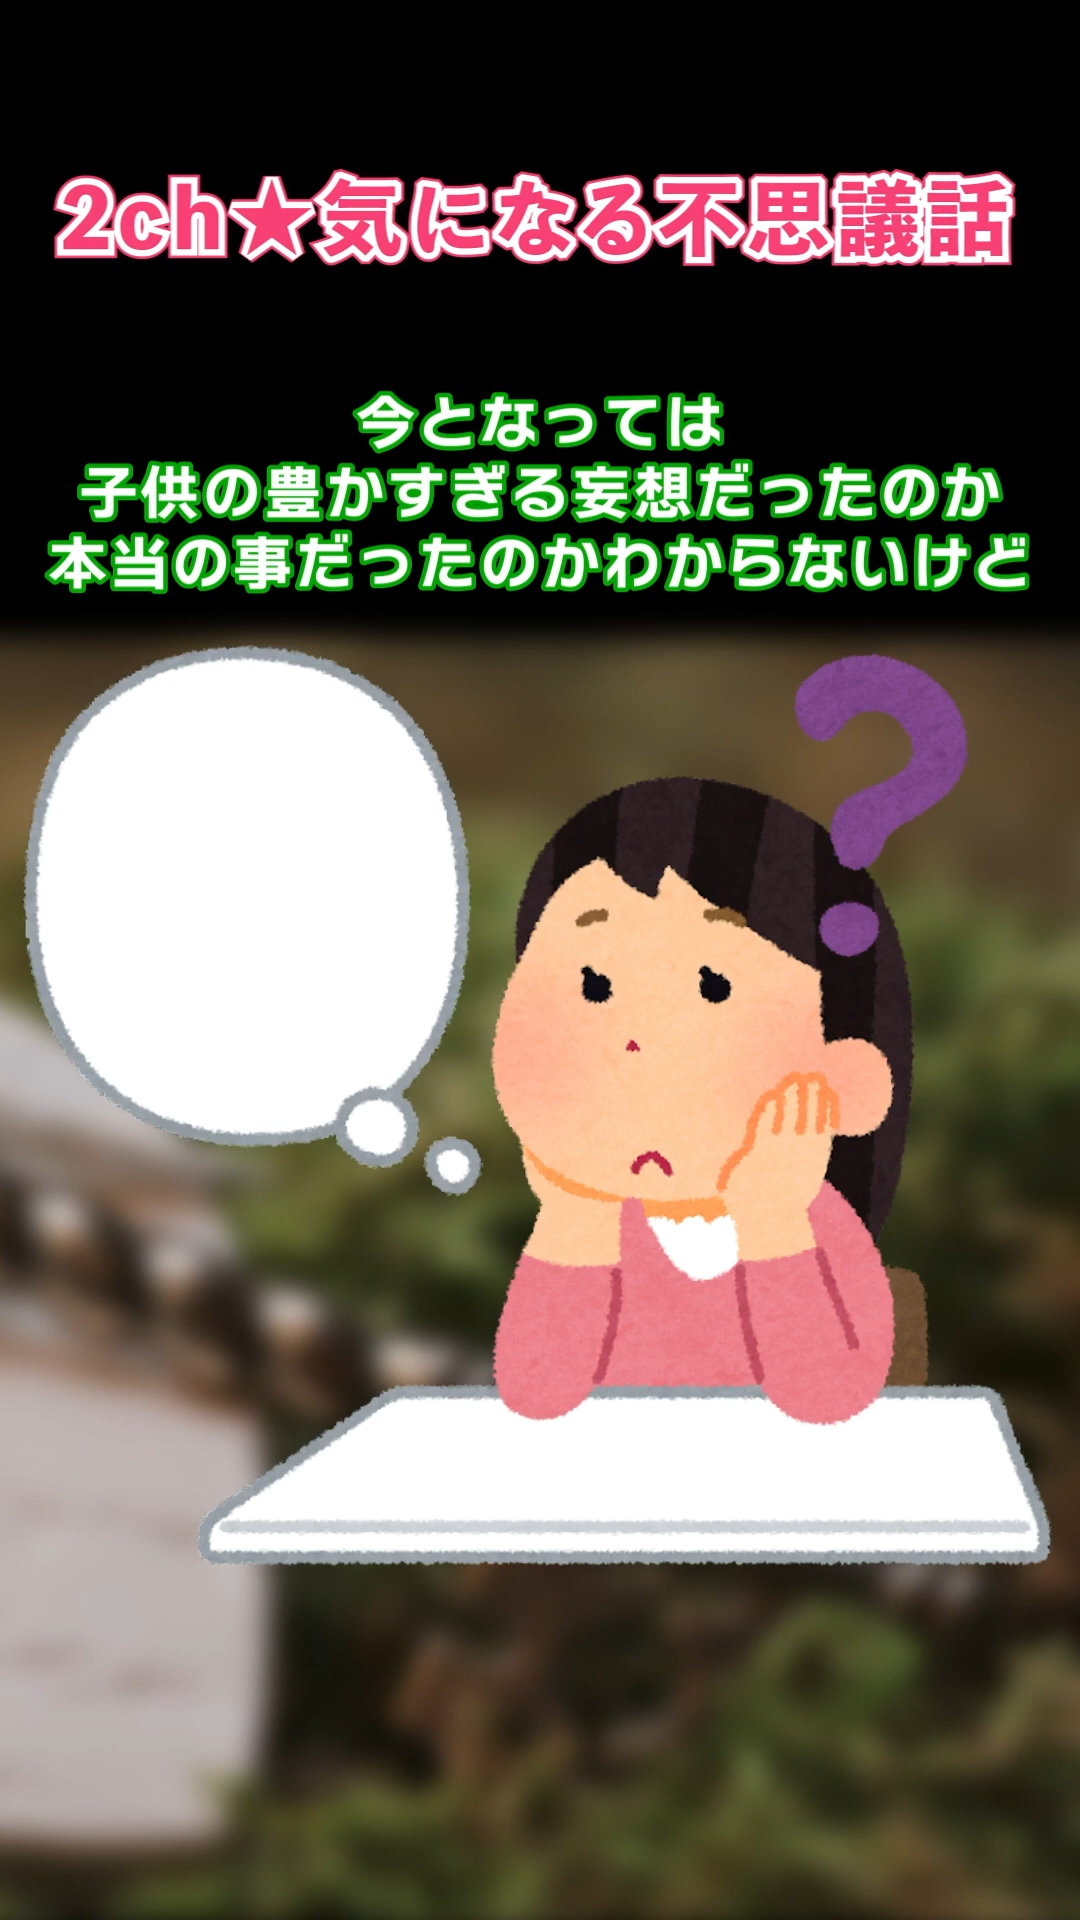 2ch★気になる不思議話
今となっては
子供の豊かすぎる妄想だったのか
本当の事だったのかわからないけど
?